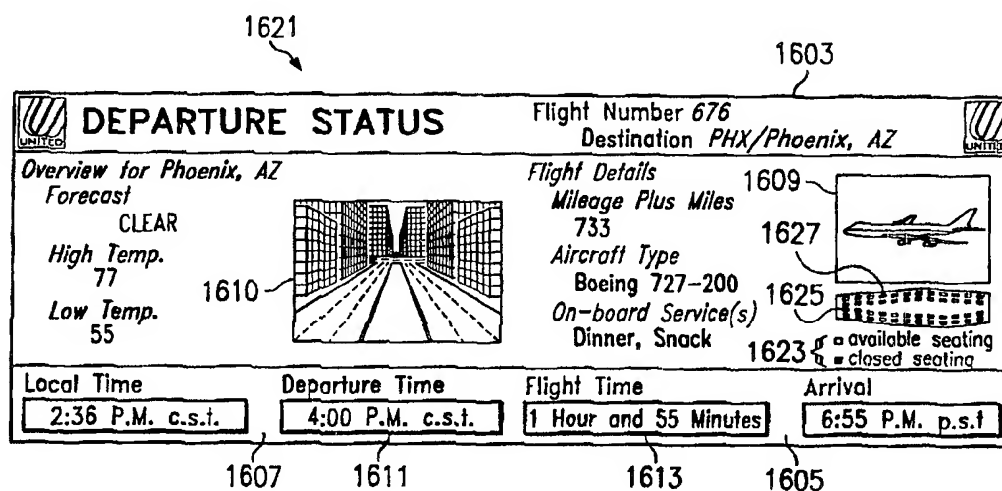 1621
1603
UNITED
DEPARTURE STATUS
Flight Number 676
Destination PHX/Phoenix, AZ
UNITED
Overview for Phoenix, AZ
Forecast
CLEAR
High Temp.
77
Low Temp.
55
1610
Flight Details
Mileage Plus Miles
733
Aircraft Type
Boeing 727-200
On-board Service(s)
Dinner, Snack
1609
1627
1625
1623
available seating
closed seating
Local Time
2:36 P.M. c.s.t.
Departure Time
4:00 P.M. c.s.t.
Flight Time
1 Hour and 55 Minutes
Arrival
6:55 P.M. p.s.t
1607
1611
1613
1605